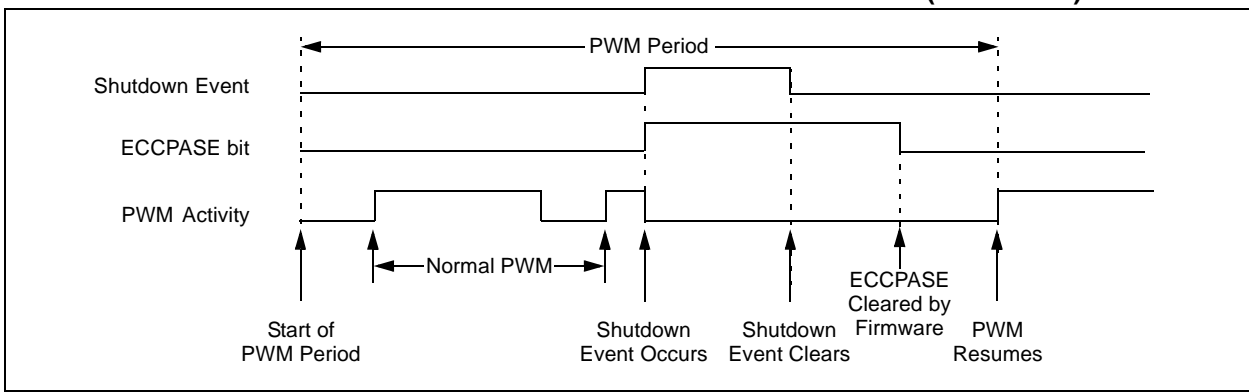 PWM Period
Shutdown Event
ECCPASE bit
PWM Activity
Normal PWM
Start of
PWM Period
Shutdown
Event Occurs
Shutdown
Event Clears
ECCPASE
Cleared by
Firmware
PWM
Resumes